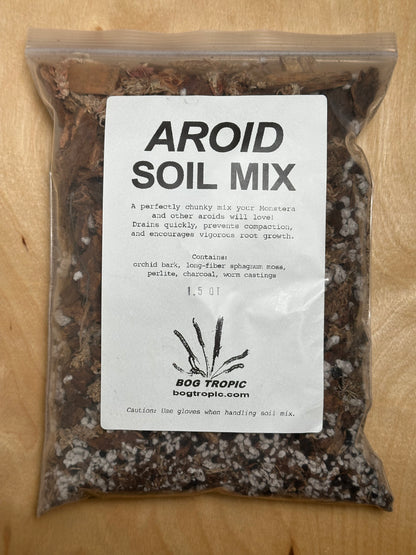 AROID
SOIL MIX
A perfectly chunky mix your Monstera
and other aroids will love!
Drains quickly, prevents compaction,
and encourages vigorous root growth.
Contains:
orchid bark, long-fiber sphagnum moss,
perlite, charcoal, worm castings
1.5 QT
BOG TROPIC
bogtropic.com
Caution: Use gloves when handling soil mix.